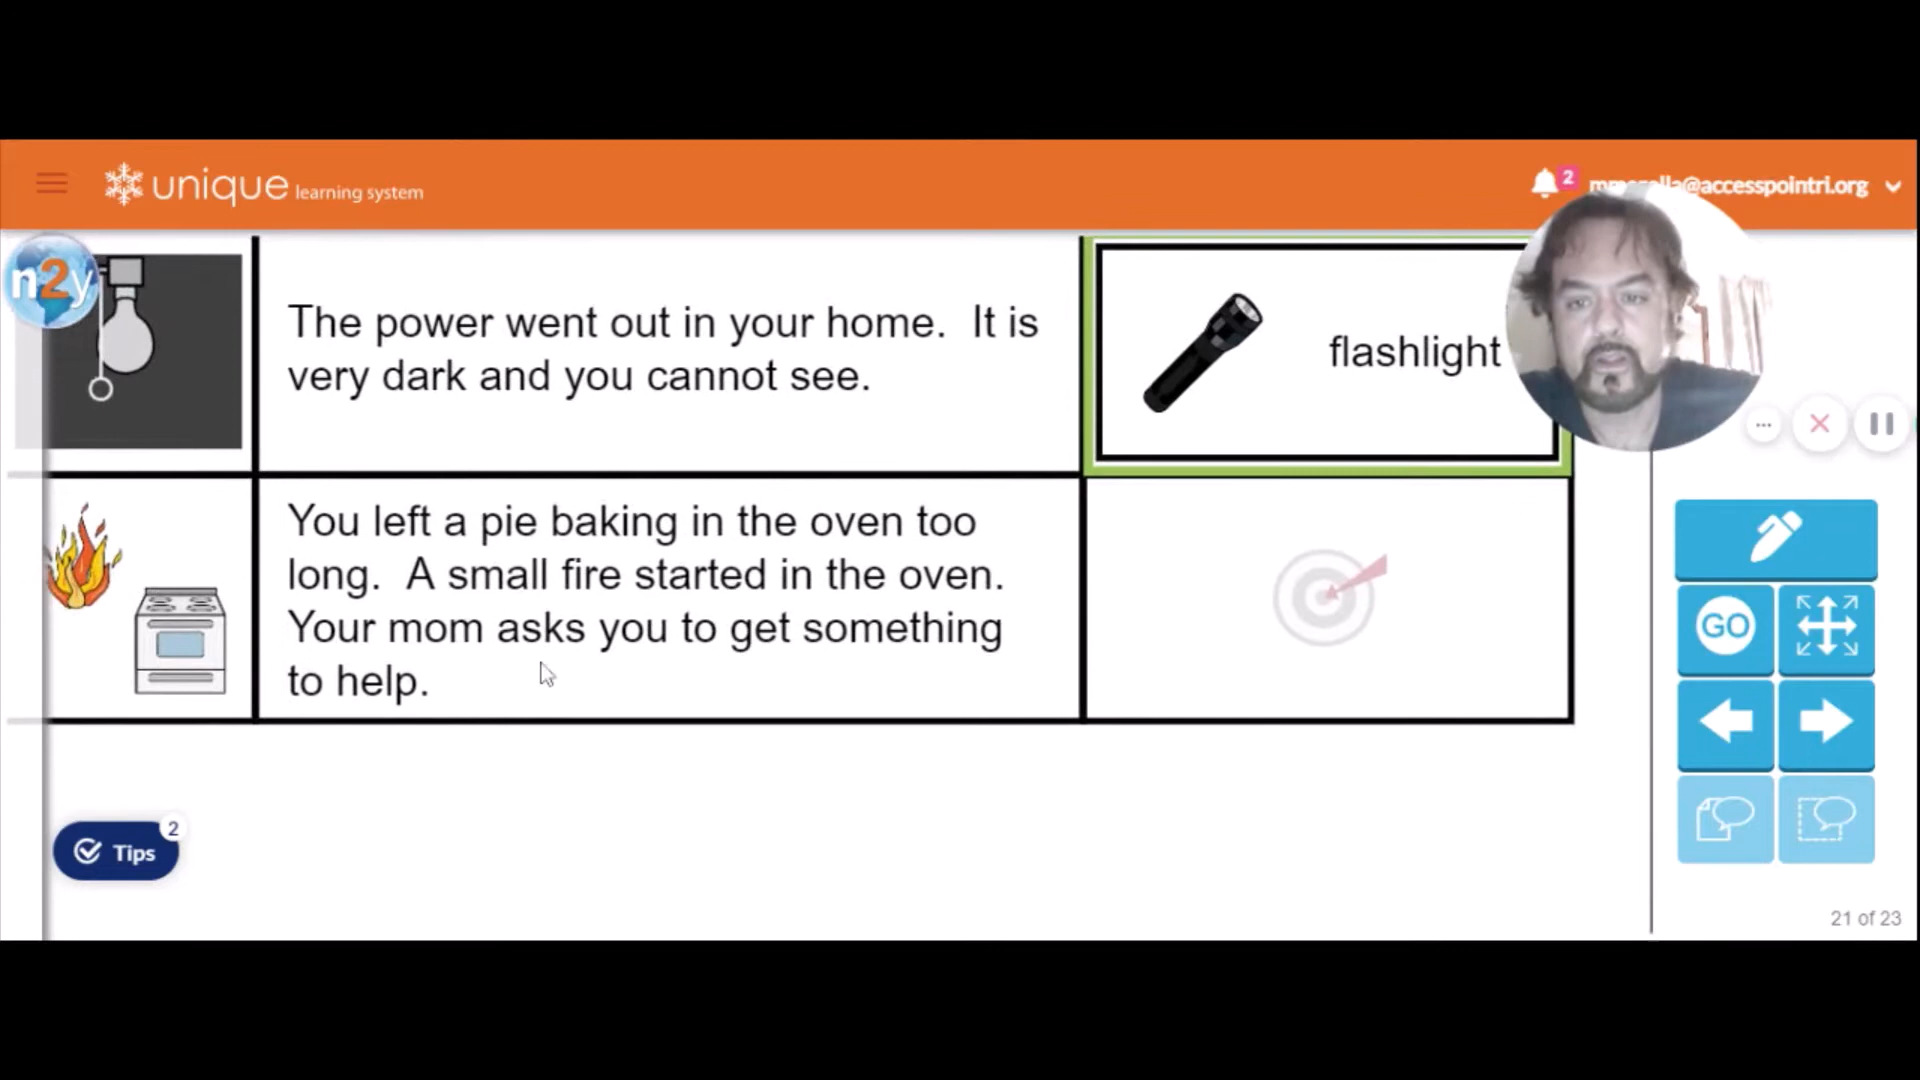 unique learning system
2
@accesspointri.org
n2y
The power went out in your home. It is
very dark and you cannot see.
flashlight
You left a pie baking in the oven too
long. A small fire started in the oven.
Your mom asks you to get something
to help.
GO
Tips
2
21 of 23